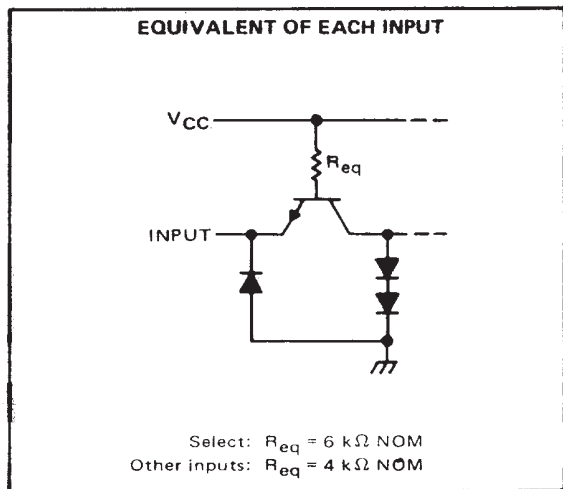 EQUIVALENT OF EACH INPUT
VCC
Req
INPUT
Select: Req = 6 kΩ NOM
Other inputs: Req = 4 kΩ NOM